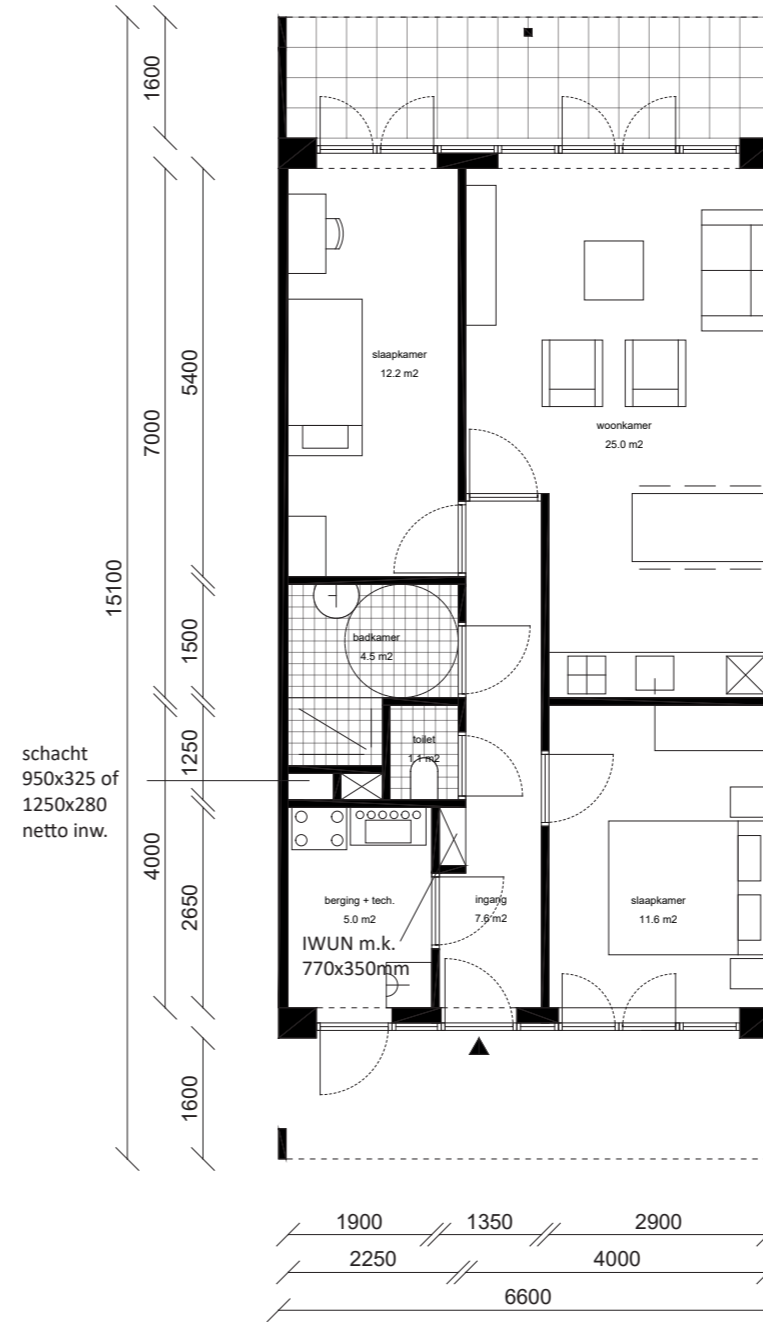 1600
5400
7000
15100
1500
1250
4000
2650
1600
slaapkamer
12.2 m2
woonkamer
25.0 m2
badkamer
4.5 m2
toilet
1.1 m2
schacht
950x325 of
1250x280
netto inw.
berging + tech.
5.0 m2
ingang
7.6 m2
slaapkamer
11.6 m2
IWUN m.k.
770x350mm
1900
1350
2900
2250
4000
6600